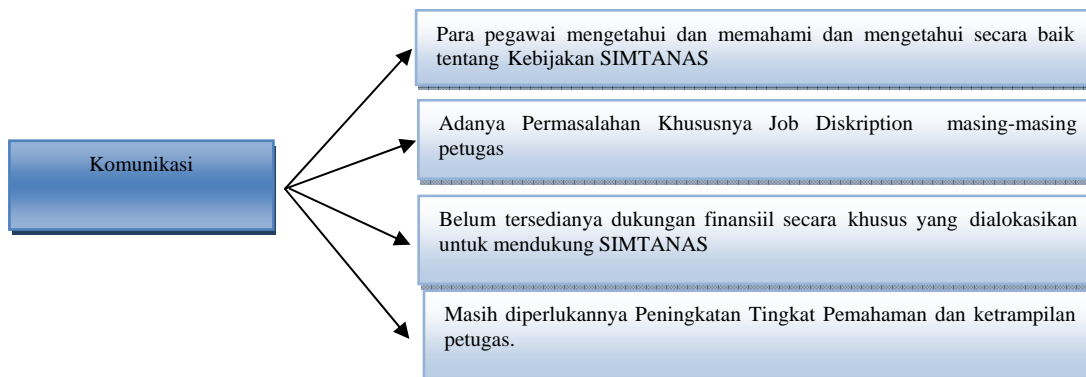 Para pegawai mengetahui dan memahami dan mengetahui secara baik
tentang Kebijakan SIMTANAS
Adanya Permasalahan Khususnya Job Diskription masing-masing
petugas
Komunikasi
Belum tersedianya dukungan finansiil secara khusus yang dialokasikan
untuk mendukung SIMTANAS
Masih diperlukannya Peningkatan Tingkat Pemahaman dan ketrampilan
petugas.